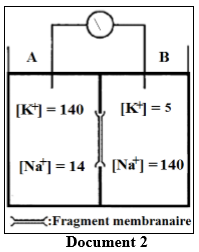 A B
[K⁺] = 140 [K⁺] = 5
[Na⁺] = 14 [Na⁺] = 140
:Fragment membranaire
Document 2